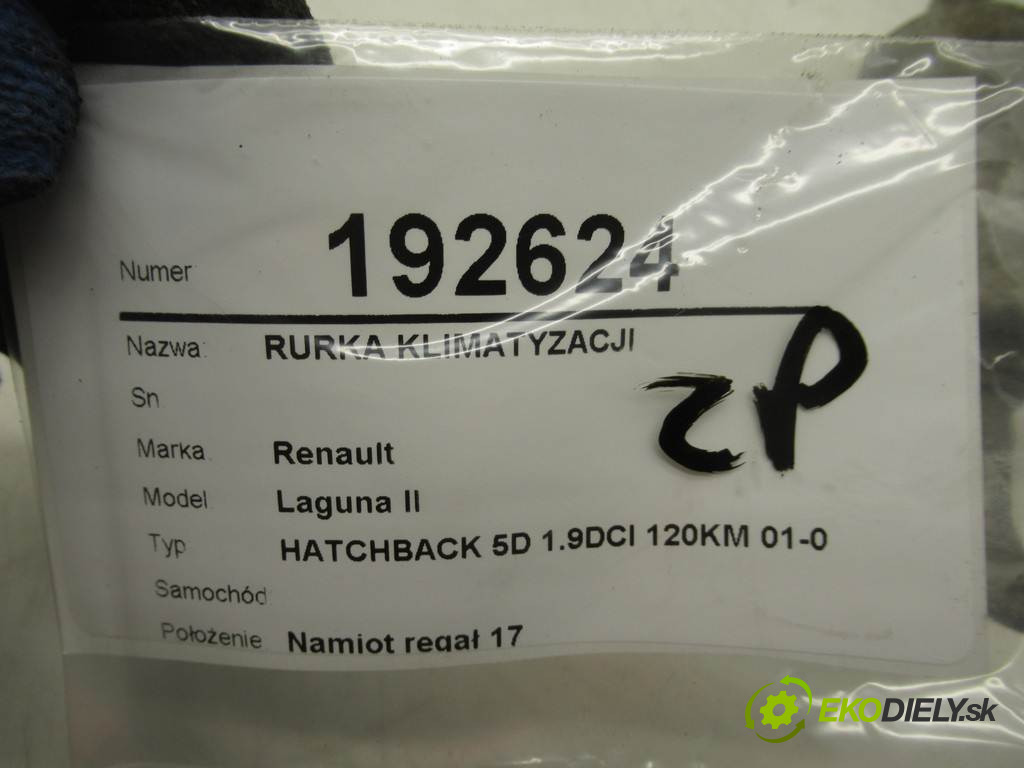 Numer 192624
Nazwa: RURKA KLIMATYZACJI
Sn
ZP
Marka Renault
Model Laguna II
Typ HATCHBACK 5D 1.9DCI 120KM 01-0
Samochód
Położenie Namiot regał 17
EKODIELY.sk